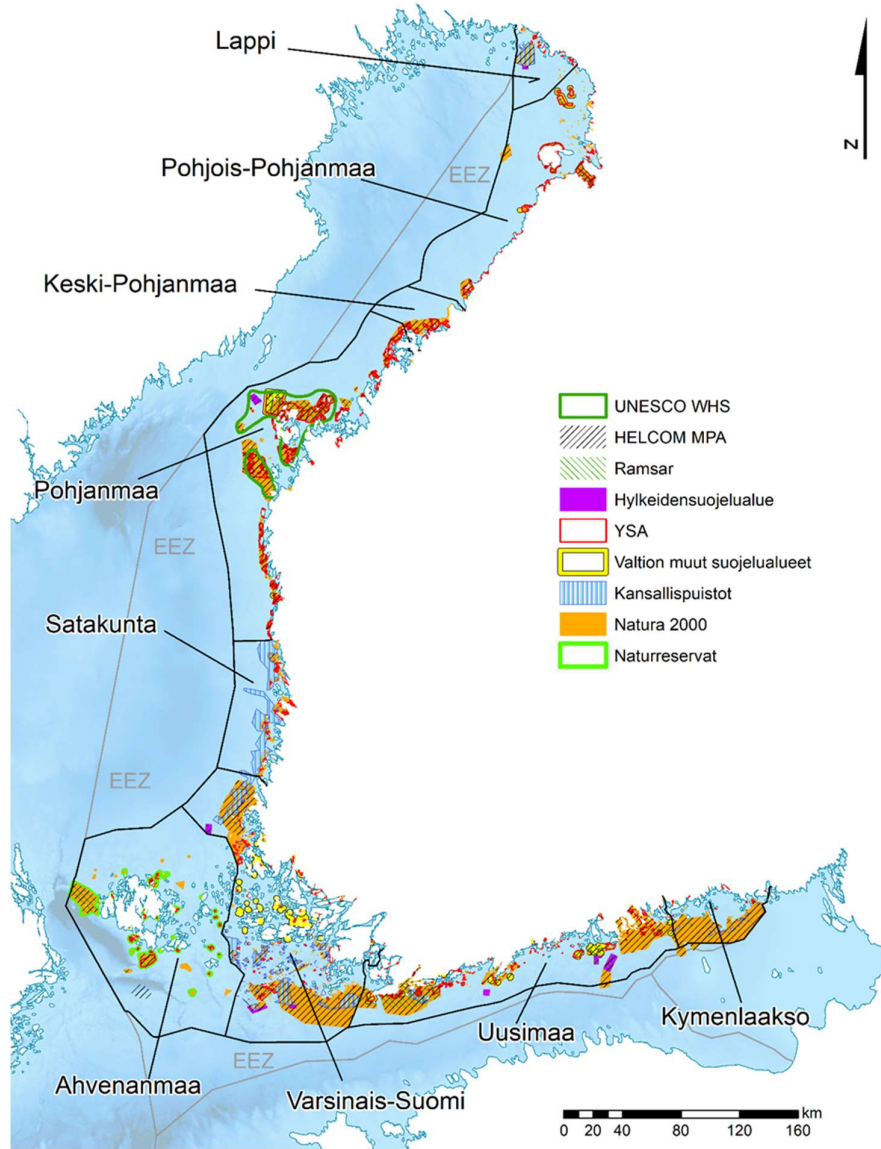 Lappi
N
Pohjois-Pohjanmaa
EEZ
Keski-Pohjanmaa
UNESCO WHS
HELCOM MPA
Ramsar
Hylkeidensuojelualue
YSA
Valtion muut suojelualueet
Kansallispuistot
Natura 2000
Naturreservat
Pohjanmaa
EEZ
Satakunta
EEZ
Kymenlaakso
Uusimaa
EEZ
Ahvenanmaa
Varsinais-Suomi
km
0 20 40 80 120 160